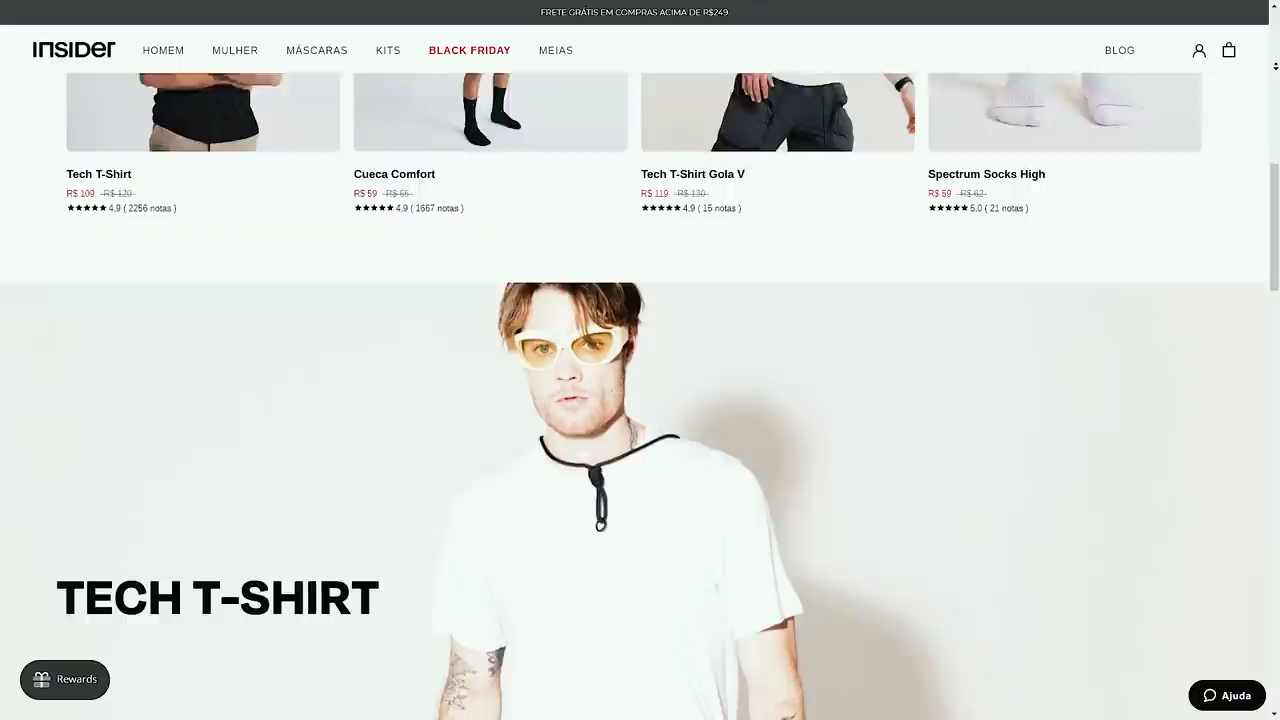 FRETE GRÁTIS EM COMPRAS ACIMA DE R$249
INSIDER HOMEM MULHER MÁSCARAS KITS BLACK FRIDAY MEIAS BLOG
Tech T-Shirt
R$ 109 R$ 120
★★★★★ 4,9 ( 2256 notas )
Cueca Comfort
R$ 59 R$ 65
★★★★★ 4,9 ( 1667 notas )
Tech T-Shirt Gola V
R$ 119 R$ 130
★★★★★ 4,9 ( 15 notas )
Spectrum Socks High
R$ 59 R$ 62
★★★★★ 5,0 ( 21 notas )
TECH T-SHIRT
Rewards
Ajuda